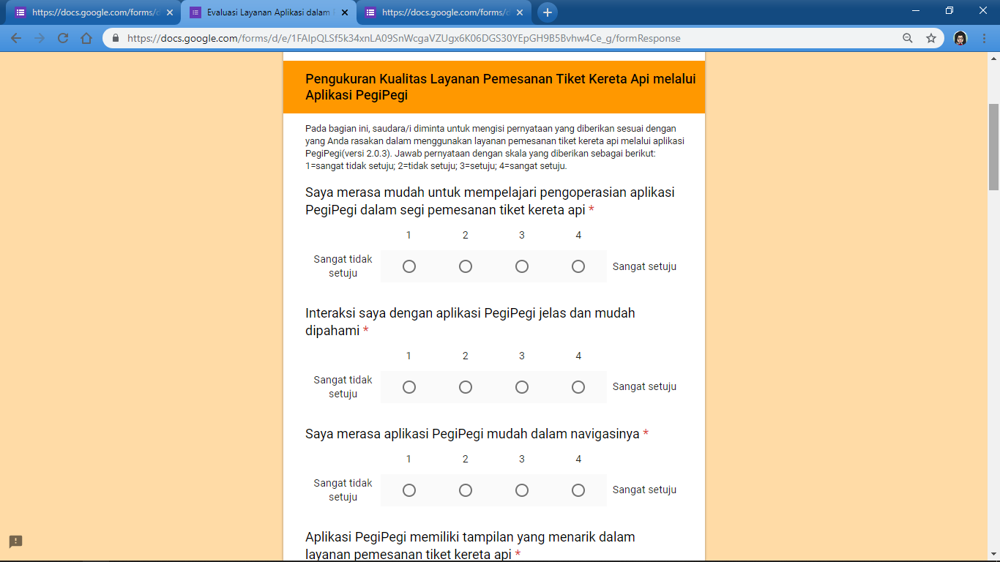 https://docs.google.com/forms/d
Evaluasi Layanan Aplikasi dalam
https://docs.google.com/forms/d
https://docs.google.com/forms/d/e/1FAIpQLSf5k34xnLA09SnWcgaVZUgx6K06DGS30YEpGH9B5Bvhw4Ce_g/formResponse
Pengukuran Kualitas Layanan Pemesanan Tiket Kereta Api melalui
Aplikasi PegiPegi
Pada bagian ini, saudara/i diminta untuk mengisi pernyataan yang diberikan sesuai dengan
yang Anda rasakan dalam menggunakan layanan pemesanan tiket kereta api melalui aplikasi
PegiPegi(versi 2.0.3). Jawab pernyataan dengan skala yang diberikan sebagai berikut:
1=sangat tidak setuju; 2=tidak setuju; 3=setuju; 4=sangat setuju.
Saya merasa mudah untuk mempelajari pengoperasian aplikasi
PegiPegi dalam segi pemesanan tiket kereta api *
1 2 3 4
Sangat tidak
setuju
Sangat setuju
Interaksi saya dengan aplikasi PegiPegi jelas dan mudah
dipahami *
1 2 3 4
Sangat tidak
setuju
Sangat setuju
Saya merasa aplikasi PegiPegi mudah dalam navigasinya *
1 2 3 4
Sangat tidak
setuju
Sangat setuju
Aplikasi PegiPegi memiliki tampilan yang menarik dalam
layanan pemesanan tiket kereta api *